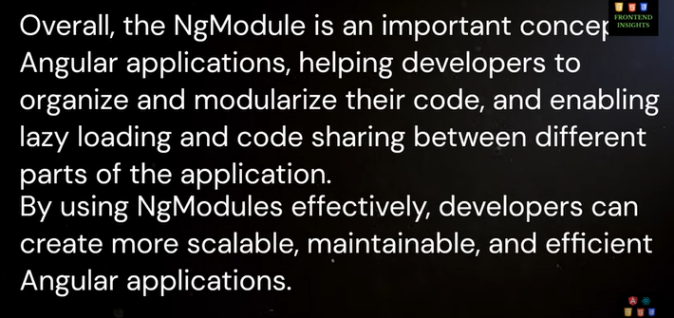 Overall, the NgModule is an important concep
Angular applications, helping developers to
organize and modularize their code, and enabling
lazy loading and code sharing between different
parts of the application.
By using NgModules effectively, developers can
create more scalable, maintainable, and efficient
Angular applications.
FRONTEND
INSIGHTS